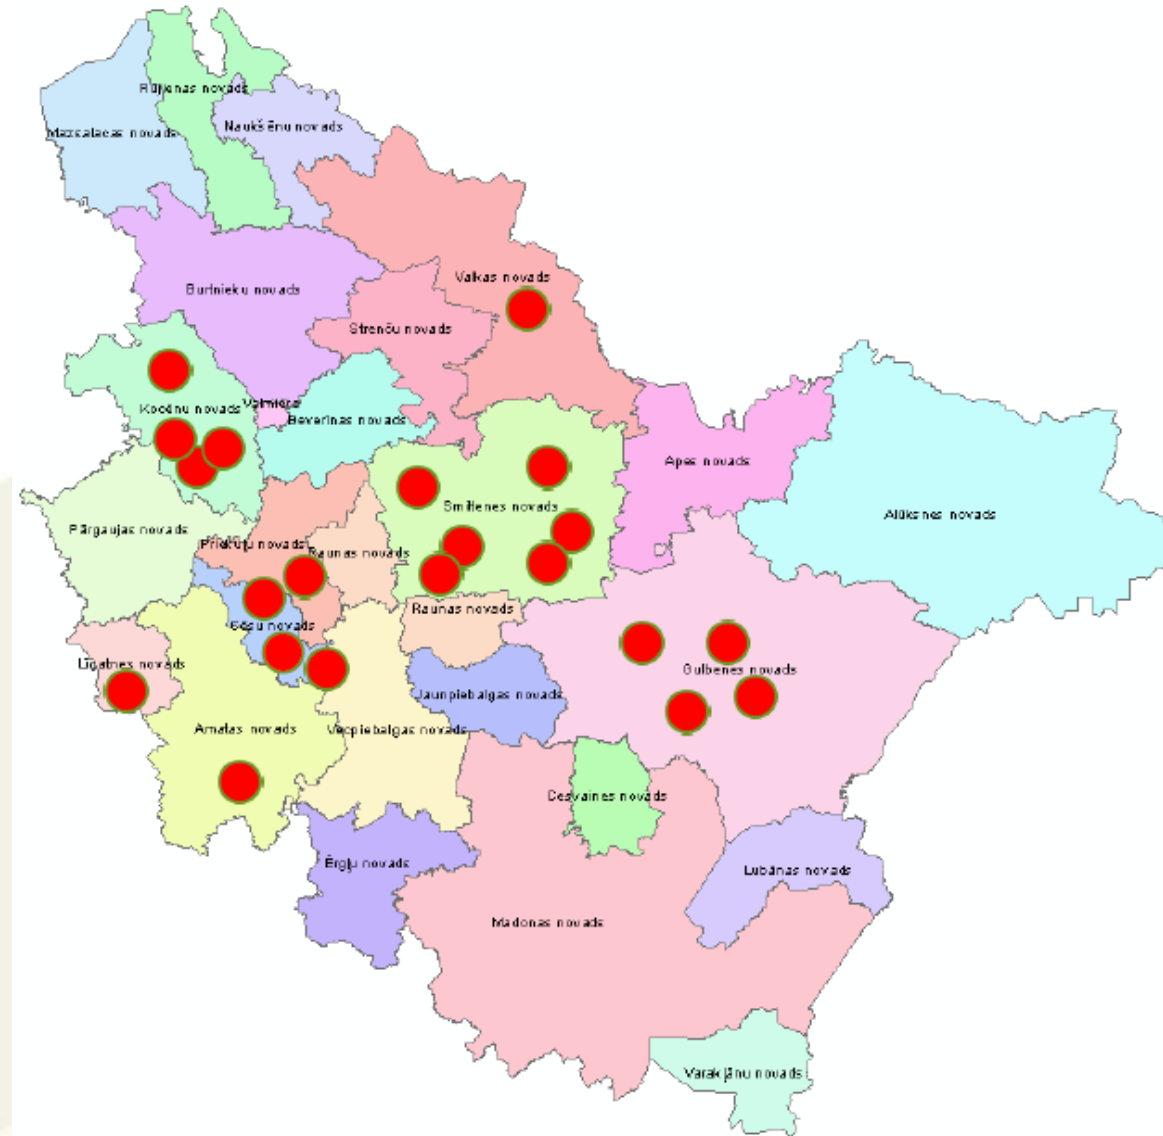 Rūjienas novads
Naukšēnu novads
Mazsalacas novads
Valkas novads
Burtnieku novads
Strenču novads
Kocēnu novads
Valmiera
Beverīnas novads
Apes novads
Smiltenes novads
Alūksnes novads
Pārgaujas novads
Priekuļu novads
Raunas novads
Raunas novads
Cēsu novads
Līgatnes novads
Gulbenes novads
Jaunpiebalgas novads
Amatas novads
Vecpiebalgas novads
Cesvaines novads
Ērgļu novads
Lubānas novads
Madonas novads
Varakļānu novads